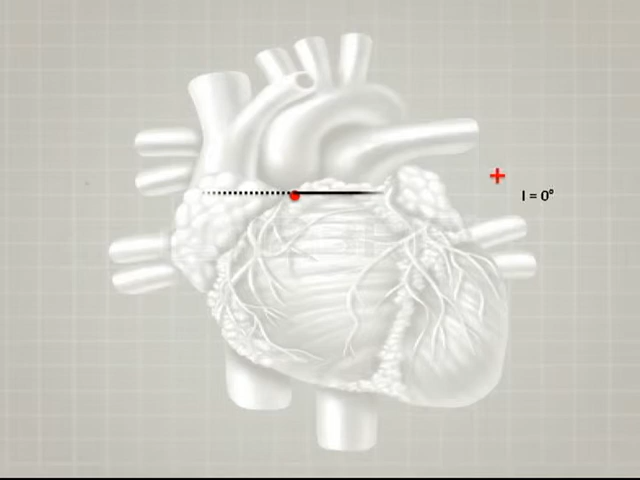 +
I = 0°